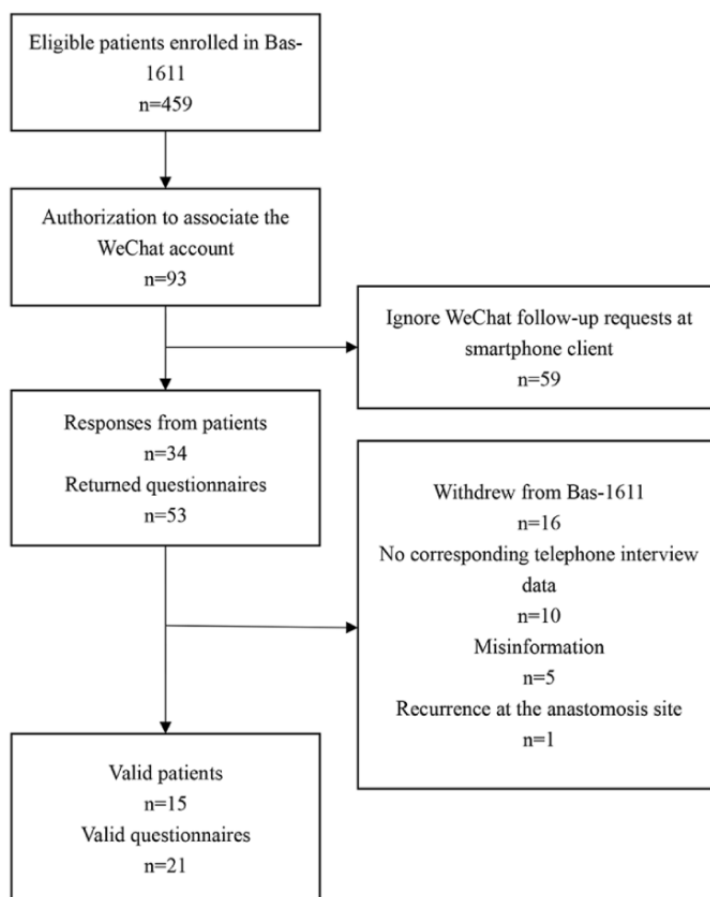 Eligible patients enrolled in Bas-
1611
n=459
Authorization to associate the
WeChat account
n=93
Ignore WeChat follow-up requests at
smartphone client
n=59
Responses from patients
n=34
Returned questionnaires
n=53
Withdrew from Bas-1611
n=16
No corresponding telephone interview
data
n=10
Misinformation
n=5
Recurrence at the anastomosis site
n=1
Valid patients
n=15
Valid questionnaires
n=21